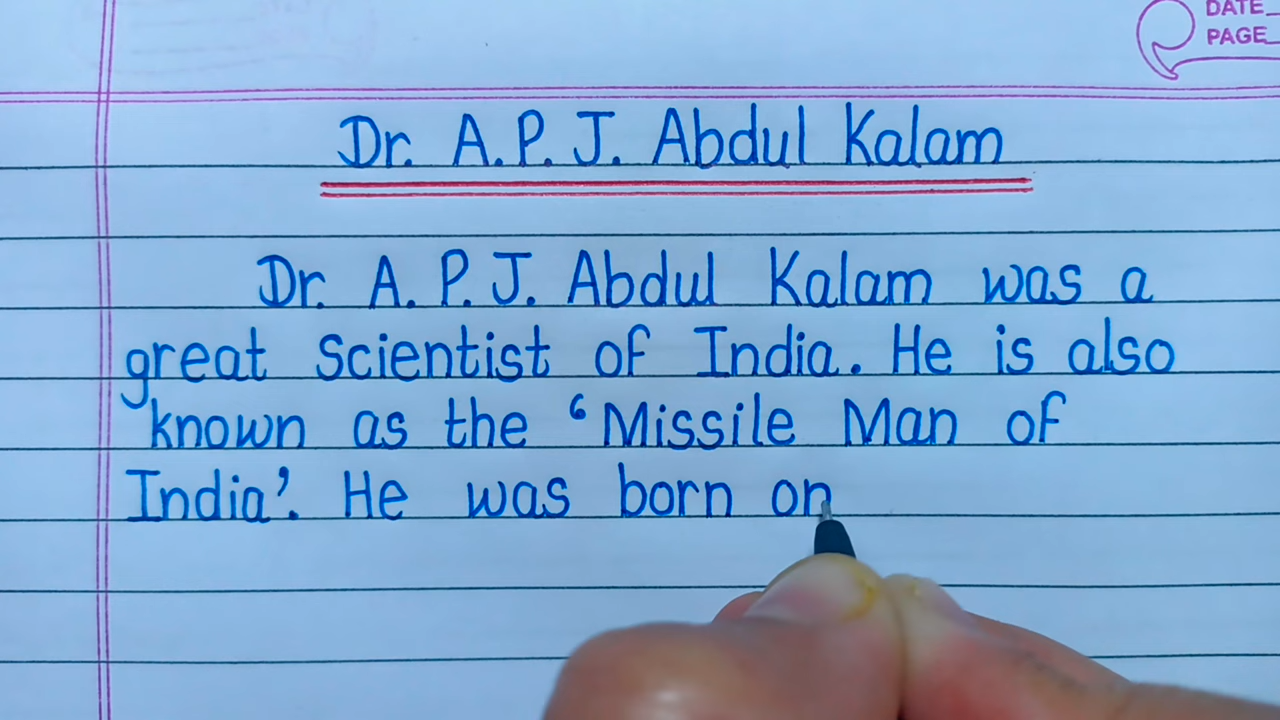 DATE
PAGE
Dr. A. P. J. Abdul Kalam
Dr. A. P. J. Abdul Kalam was a
great Scientist of India. He is also
known as the ‘Missile Man of
India’. He was born on